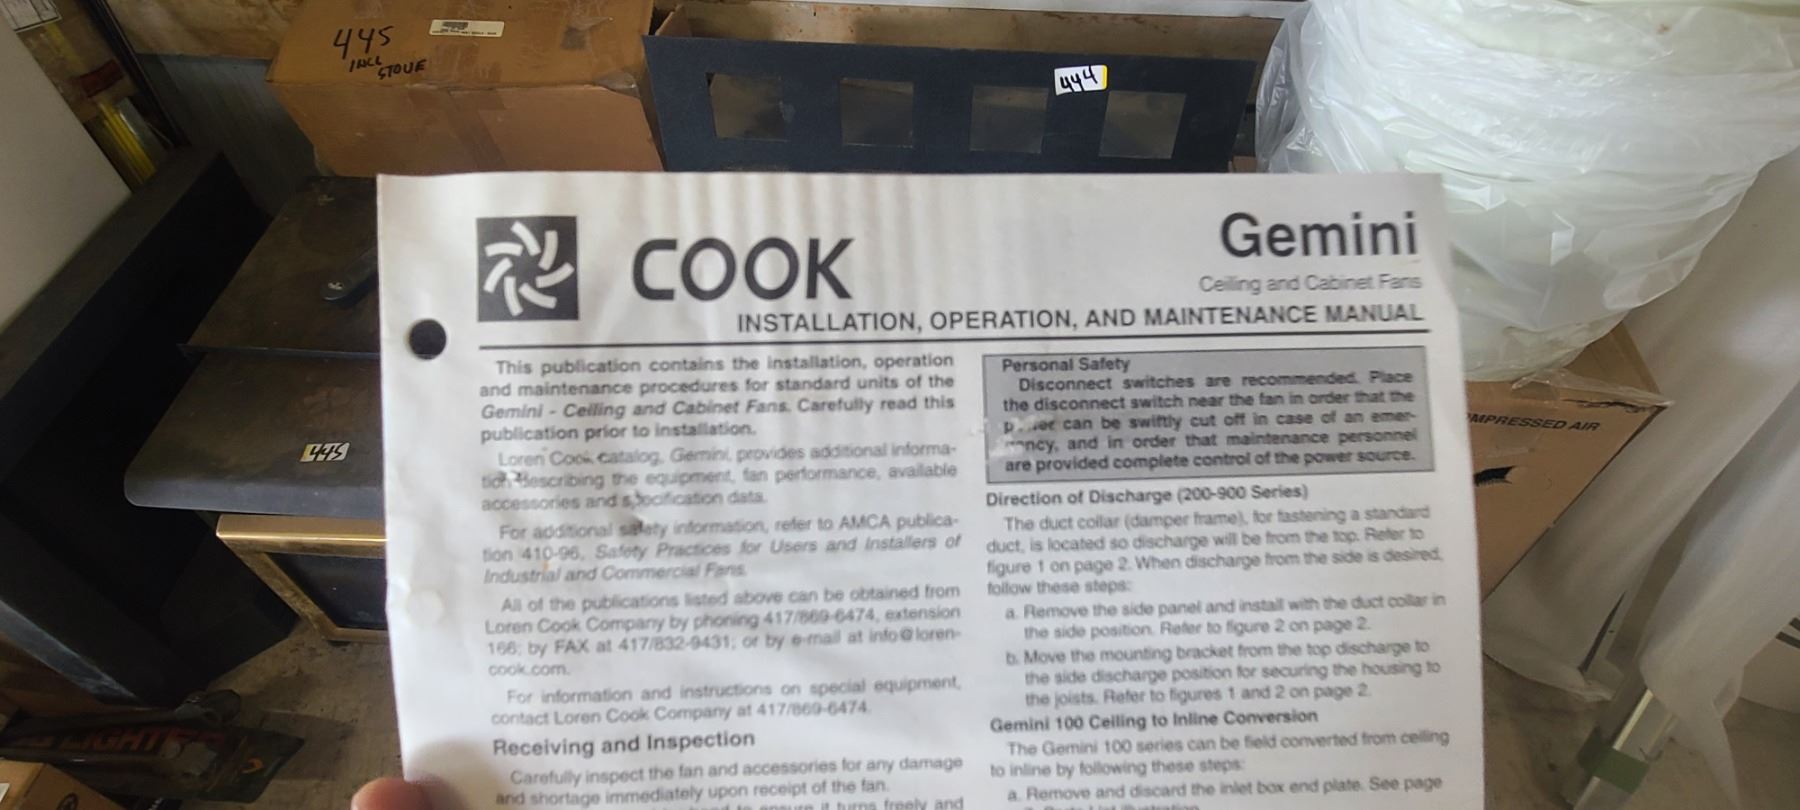 445
INCL
STOVE
444
445
MPRESSED AIR
LIGHTER
COOK
Gemini
Ceiling and Cabinet Fans
INSTALLATION, OPERATION, AND MAINTENANCE MANUAL
This publication contains the installation, operation
and maintenance procedures for standard units of the
Gemini - Ceiling and Cabinet Fans. Carefully read this
publication prior to installation.
Loren Cook catalog, Gemini, provides additional informa-
tion describing the equipment, fan performance, available
accessories and specification data.
For additional safety information, refer to AMCA publica-
tion 410-96, Safety Practices for Users and Installers of
Industrial and Commercial Fans.
All of the publications listed above can be obtained from
Loren Cook Company by phoning 417/869-6474, extension
166; by FAX at 417/832-9431; or by e-mail at info@loren-
cook.com.
For information and instructions on special equipment,
contact Loren Cook Company at 417/869-6474.
Receiving and Inspection
Carefully inspect the fan and accessories for any damage
and shortage immediately upon receipt of the fan.
to ensure it turns freely and
Personal Safety
Disconnect switches are recommended. Place
the disconnect switch near the fan in order that the
power can be swiftly cut off in case of an emer-
gency, and in order that maintenance personnel
are provided complete control of the power source.
Direction of Discharge (200-900 Series)
The duct collar (damper frame), for fastening a standard
duct, is located so discharge will be from the top. Refer to
figure 1 on page 2. When discharge from the side is desired,
follow these steps:
a. Remove the side panel and install with the duct collar in
the side position. Refer to figure 2 on page 2.
b. Move the mounting bracket from the top discharge to
the side discharge position for securing the housing to
the joists. Refer to figures 1 and 2 on page 2.
Gemini 100 Ceiling to Inline Conversion
The Gemini 100 series can be field converted from ceiling
to inline by following these steps:
a. Remove and discard the inlet box end plate. See page